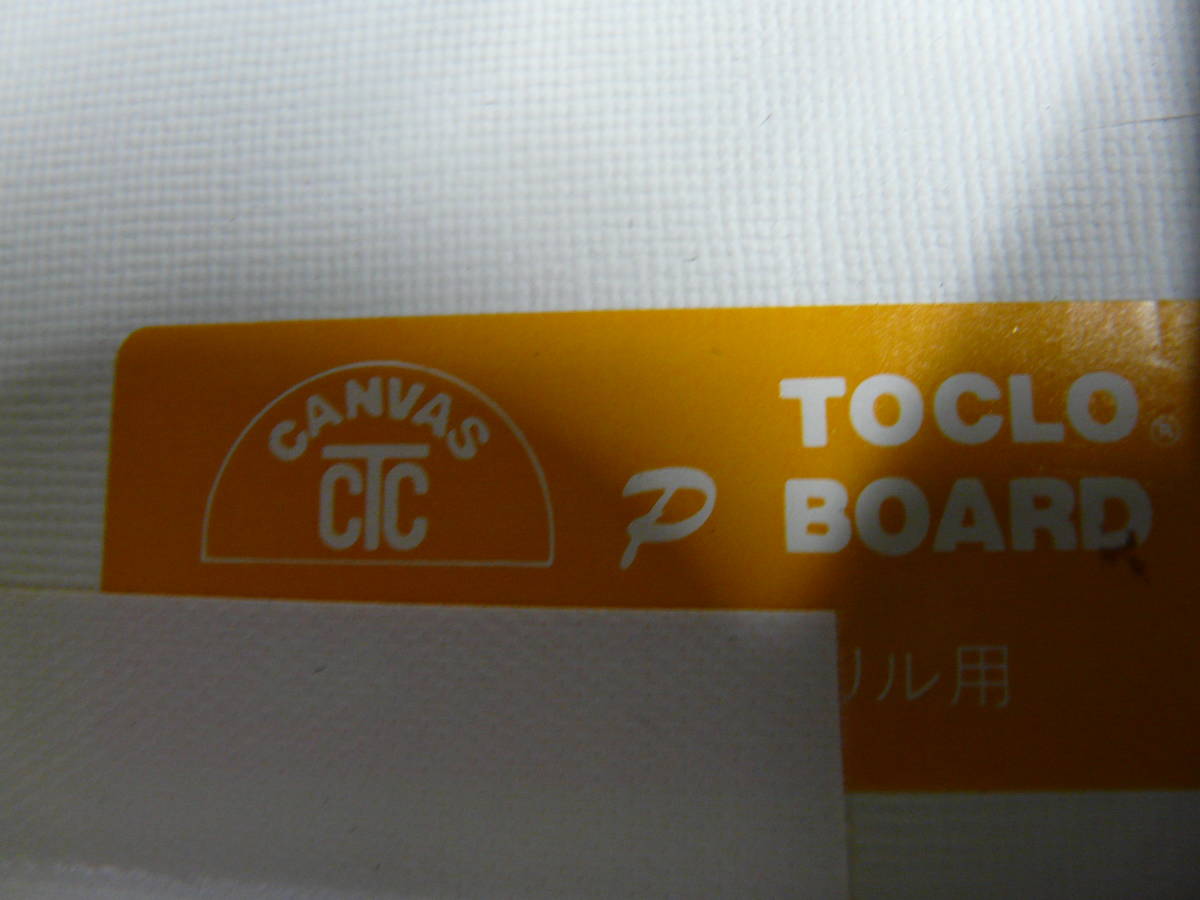 CANVAS
CTC
P
TOCLO®
BOARD
リル用